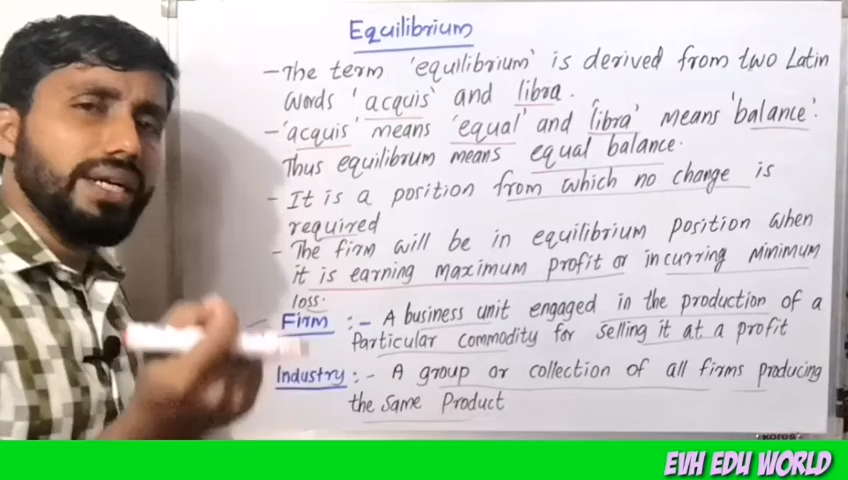 Equilibrium
- The term 'equilibrium' is derived from two Latin
words 'acquis' and libra.
- 'acquis' means 'equal' and 'libra' means 'balance'.
Thus equilibrum means equal balance.
- It is a position from which no change is
required
- The firm will be in equilibrium position when
it is earning maximum profit or incurring minimum
loss.
Firm :- A business unit engaged in the production of a
Particular commodity for selling it at a profit
Industry :- A group or collection of all firms producing
the same Product
KOROS
EVH EDU WORLD